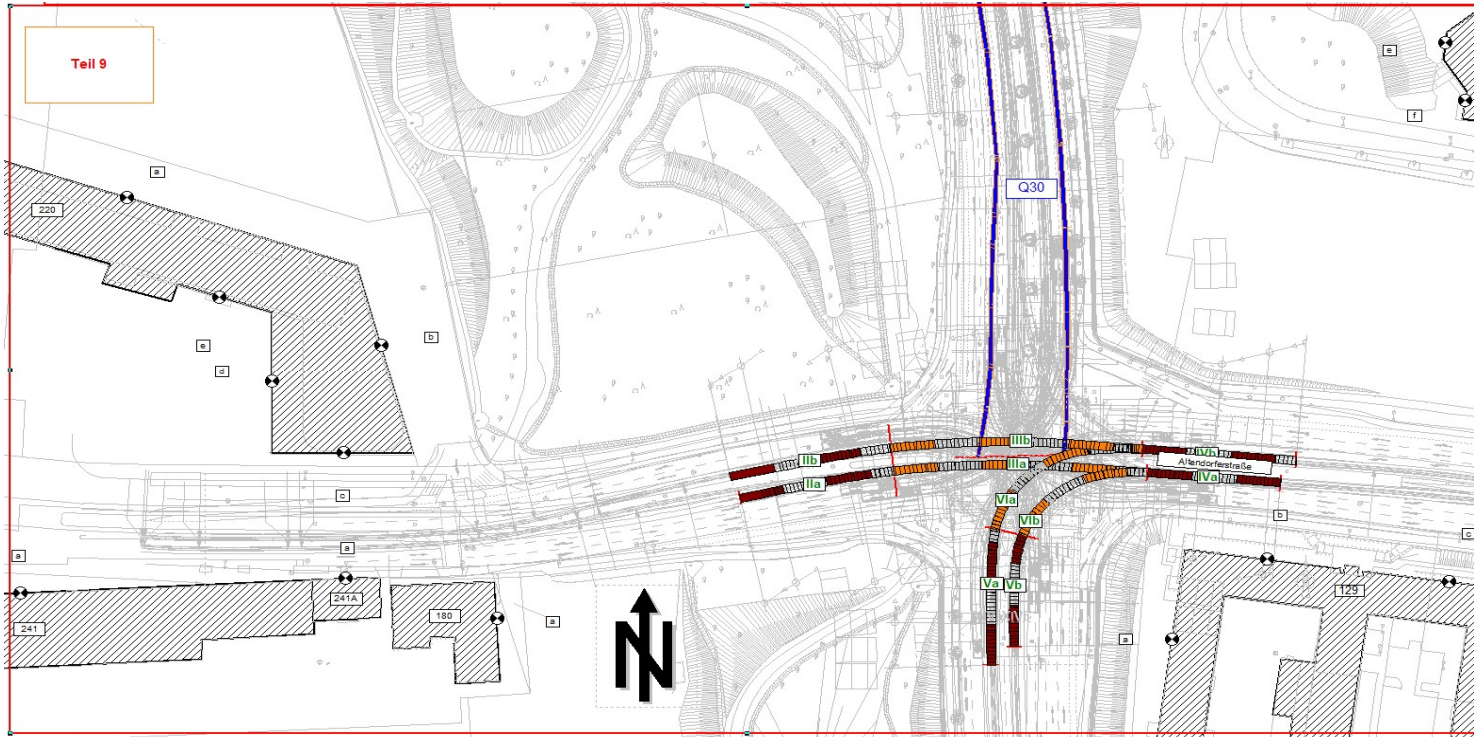 Teil 9
e
f
a
220
Q30
b
e
d
IIIb
IIb
IVb
Altendorferstraße
IIa
IIIa
IVa
c
VIa
VIb
b
c
a
a
241A
Va
Vb
129
180
a
241
a
N